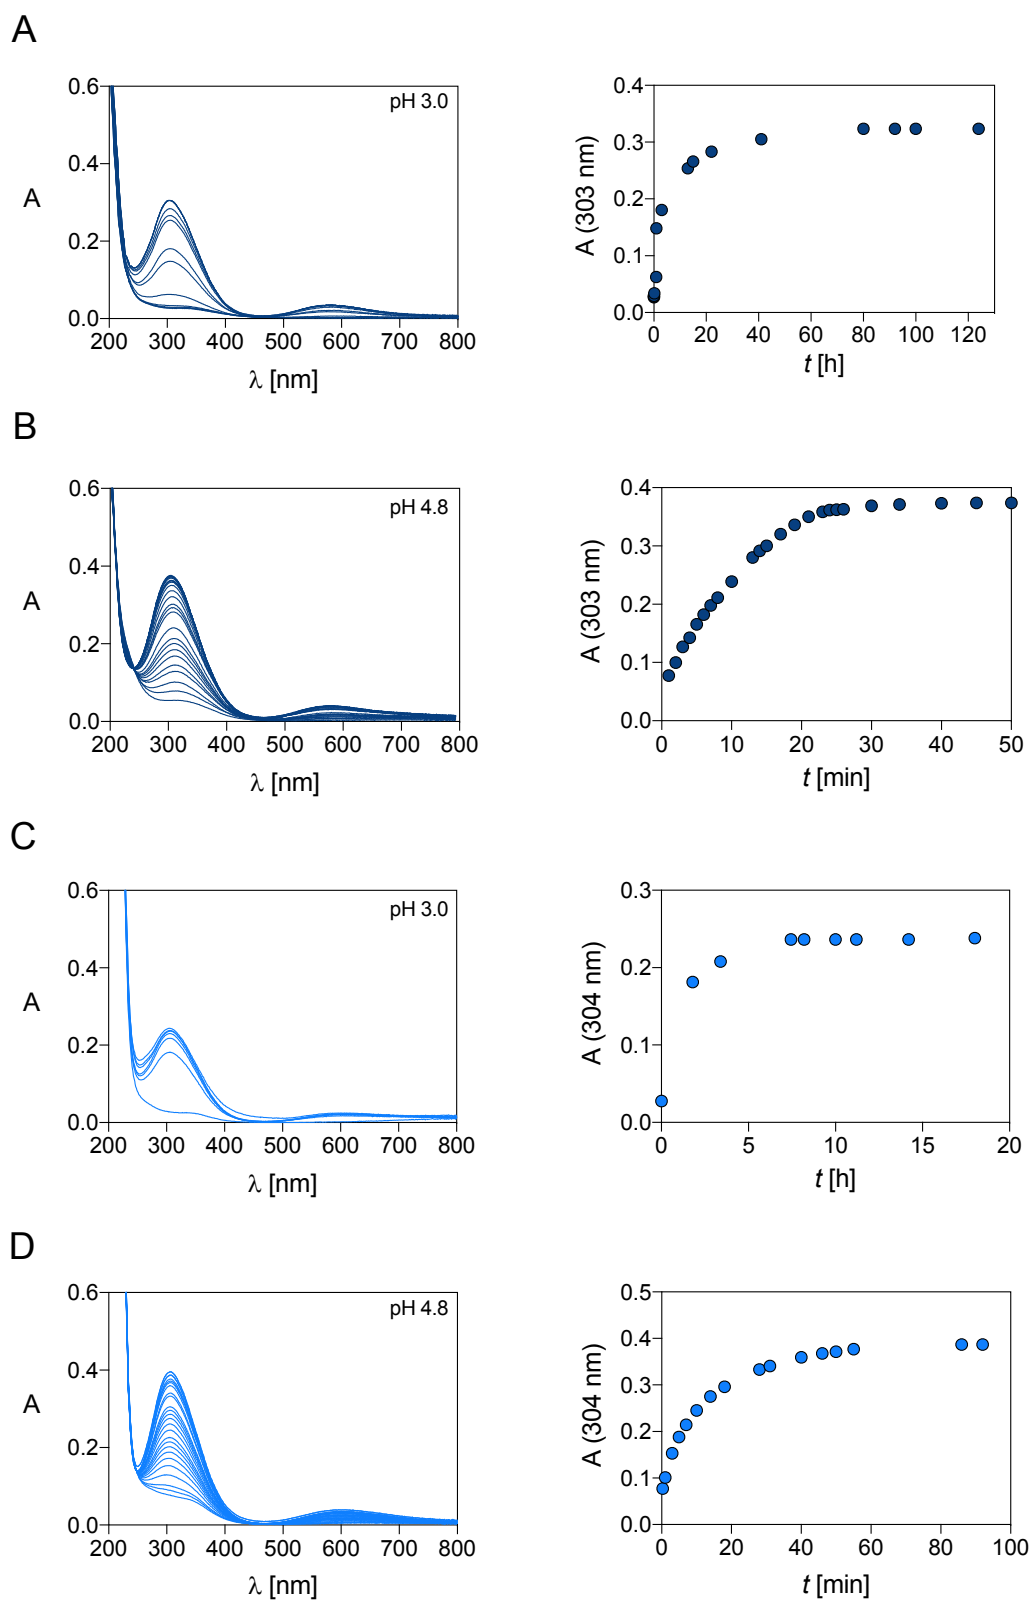 A
0.6
0.4
0.2
0.0
A
pH 3.0
200 300 400 500 600 700 800
λ [nm]
0.4
0.3
0.2
0.1
0.0
A (303 nm)
0 20 40 60 80 100 120
t [h]
B
0.6
0.4
0.2
0.0
A
pH 4.8
200 300 400 500 600 700 800
λ [nm]
0.4
0.3
0.2
0.1
0.0
A (303 nm)
0 10 20 30 40 50
t [min]
C
0.6
0.4
0.2
0.0
A
pH 3.0
200 300 400 500 600 700 800
λ [nm]
0.3
0.2
0.1
0.0
A (304 nm)
0 5 10 15 20
t [h]
D
0.6
0.4
0.2
0.0
A
pH 4.8
200 300 400 500 600 700 800
λ [nm]
0.5
0.4
0.3
0.2
0.1
0.0
A (304 nm)
0 20 40 60 80 100
t [min]